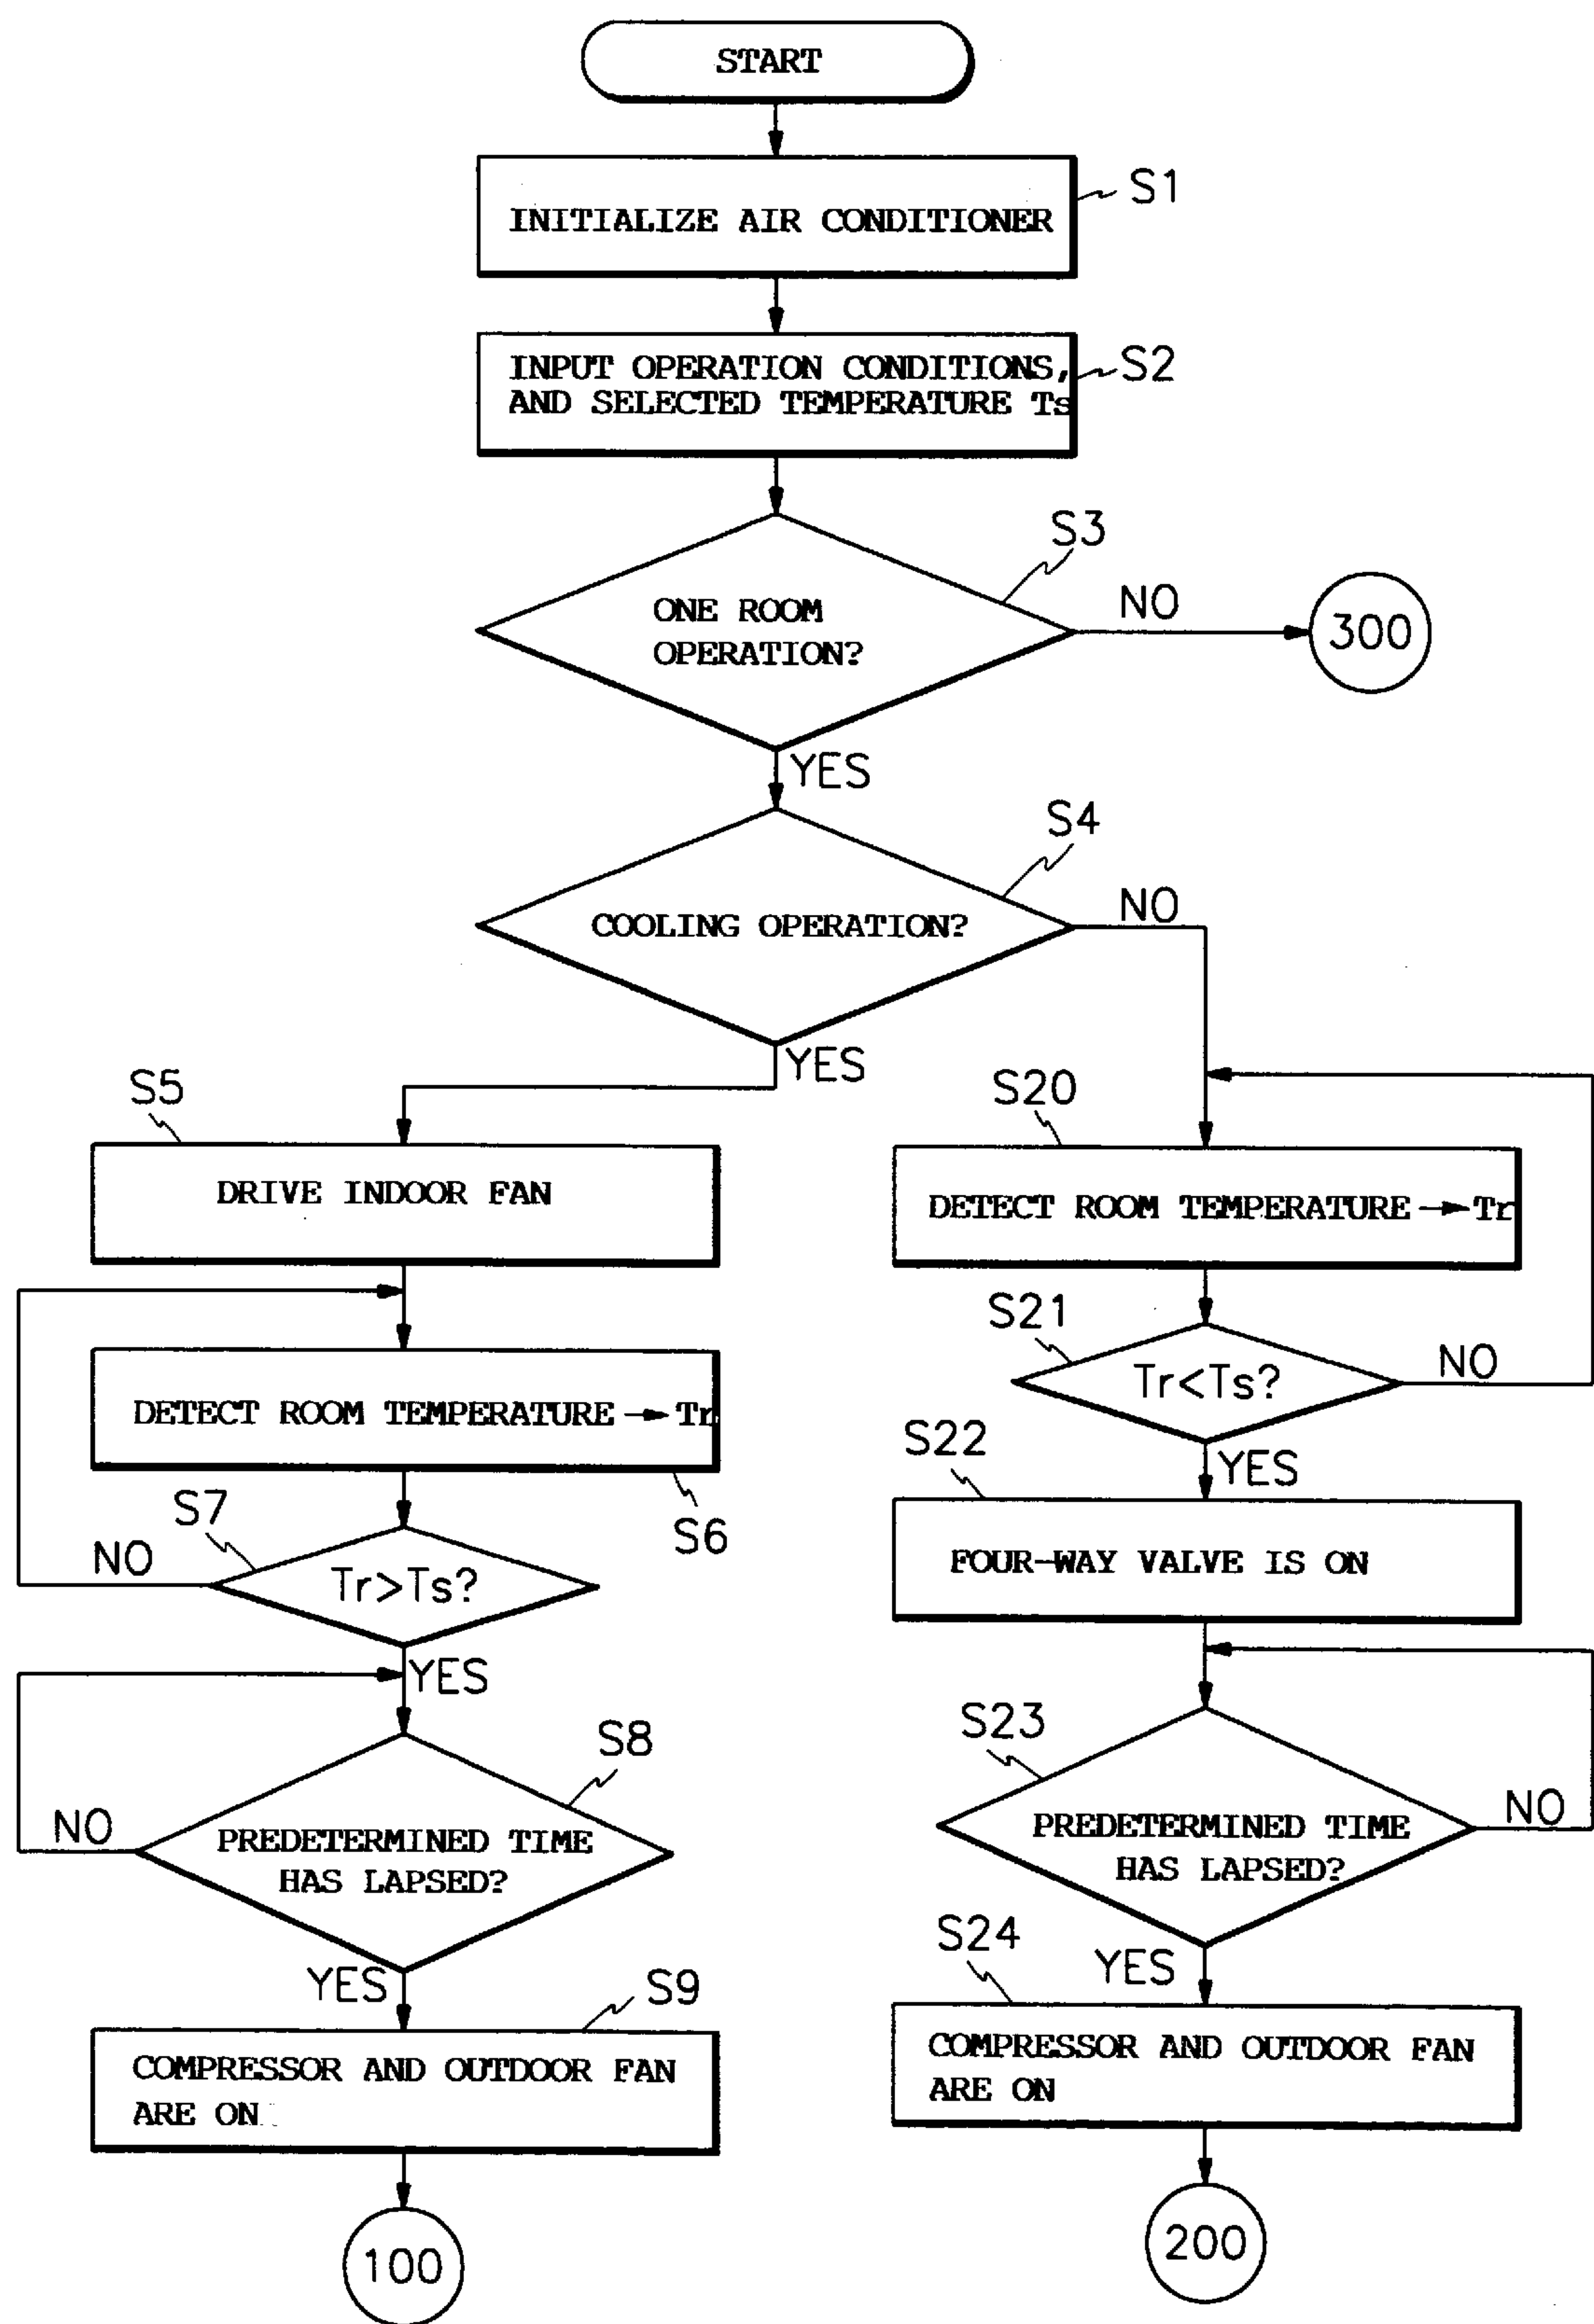 START
INITIALIZE AIR CONDITIONER
S1
INPUT OPERATION CONDITIONS,
AND SELECTED TEMPERATURE Ts
S2
S3
ONE ROOM
OPERATION?
NO
300
YES
S4
COOLING OPERATION?
NO
YES
S5
DRIVE INDOOR FAN
DETECT ROOM TEMPERATURE → Tr
S6
S7
Tr>Ts?
NO
YES
S8
PREDETERMINED TIME
HAS LAPSED?
NO
YES
S9
COMPRESSOR AND OUTDOOR FAN
ARE ON
100
S20
DETECT ROOM TEMPERATURE → Tr
S21
Tr<Ts?
NO
YES
S22
FOUR-WAY VALVE IS ON
S23
PREDETERMINED TIME
HAS LAPSED?
NO
YES
S24
COMPRESSOR AND OUTDOOR FAN
ARE ON
200